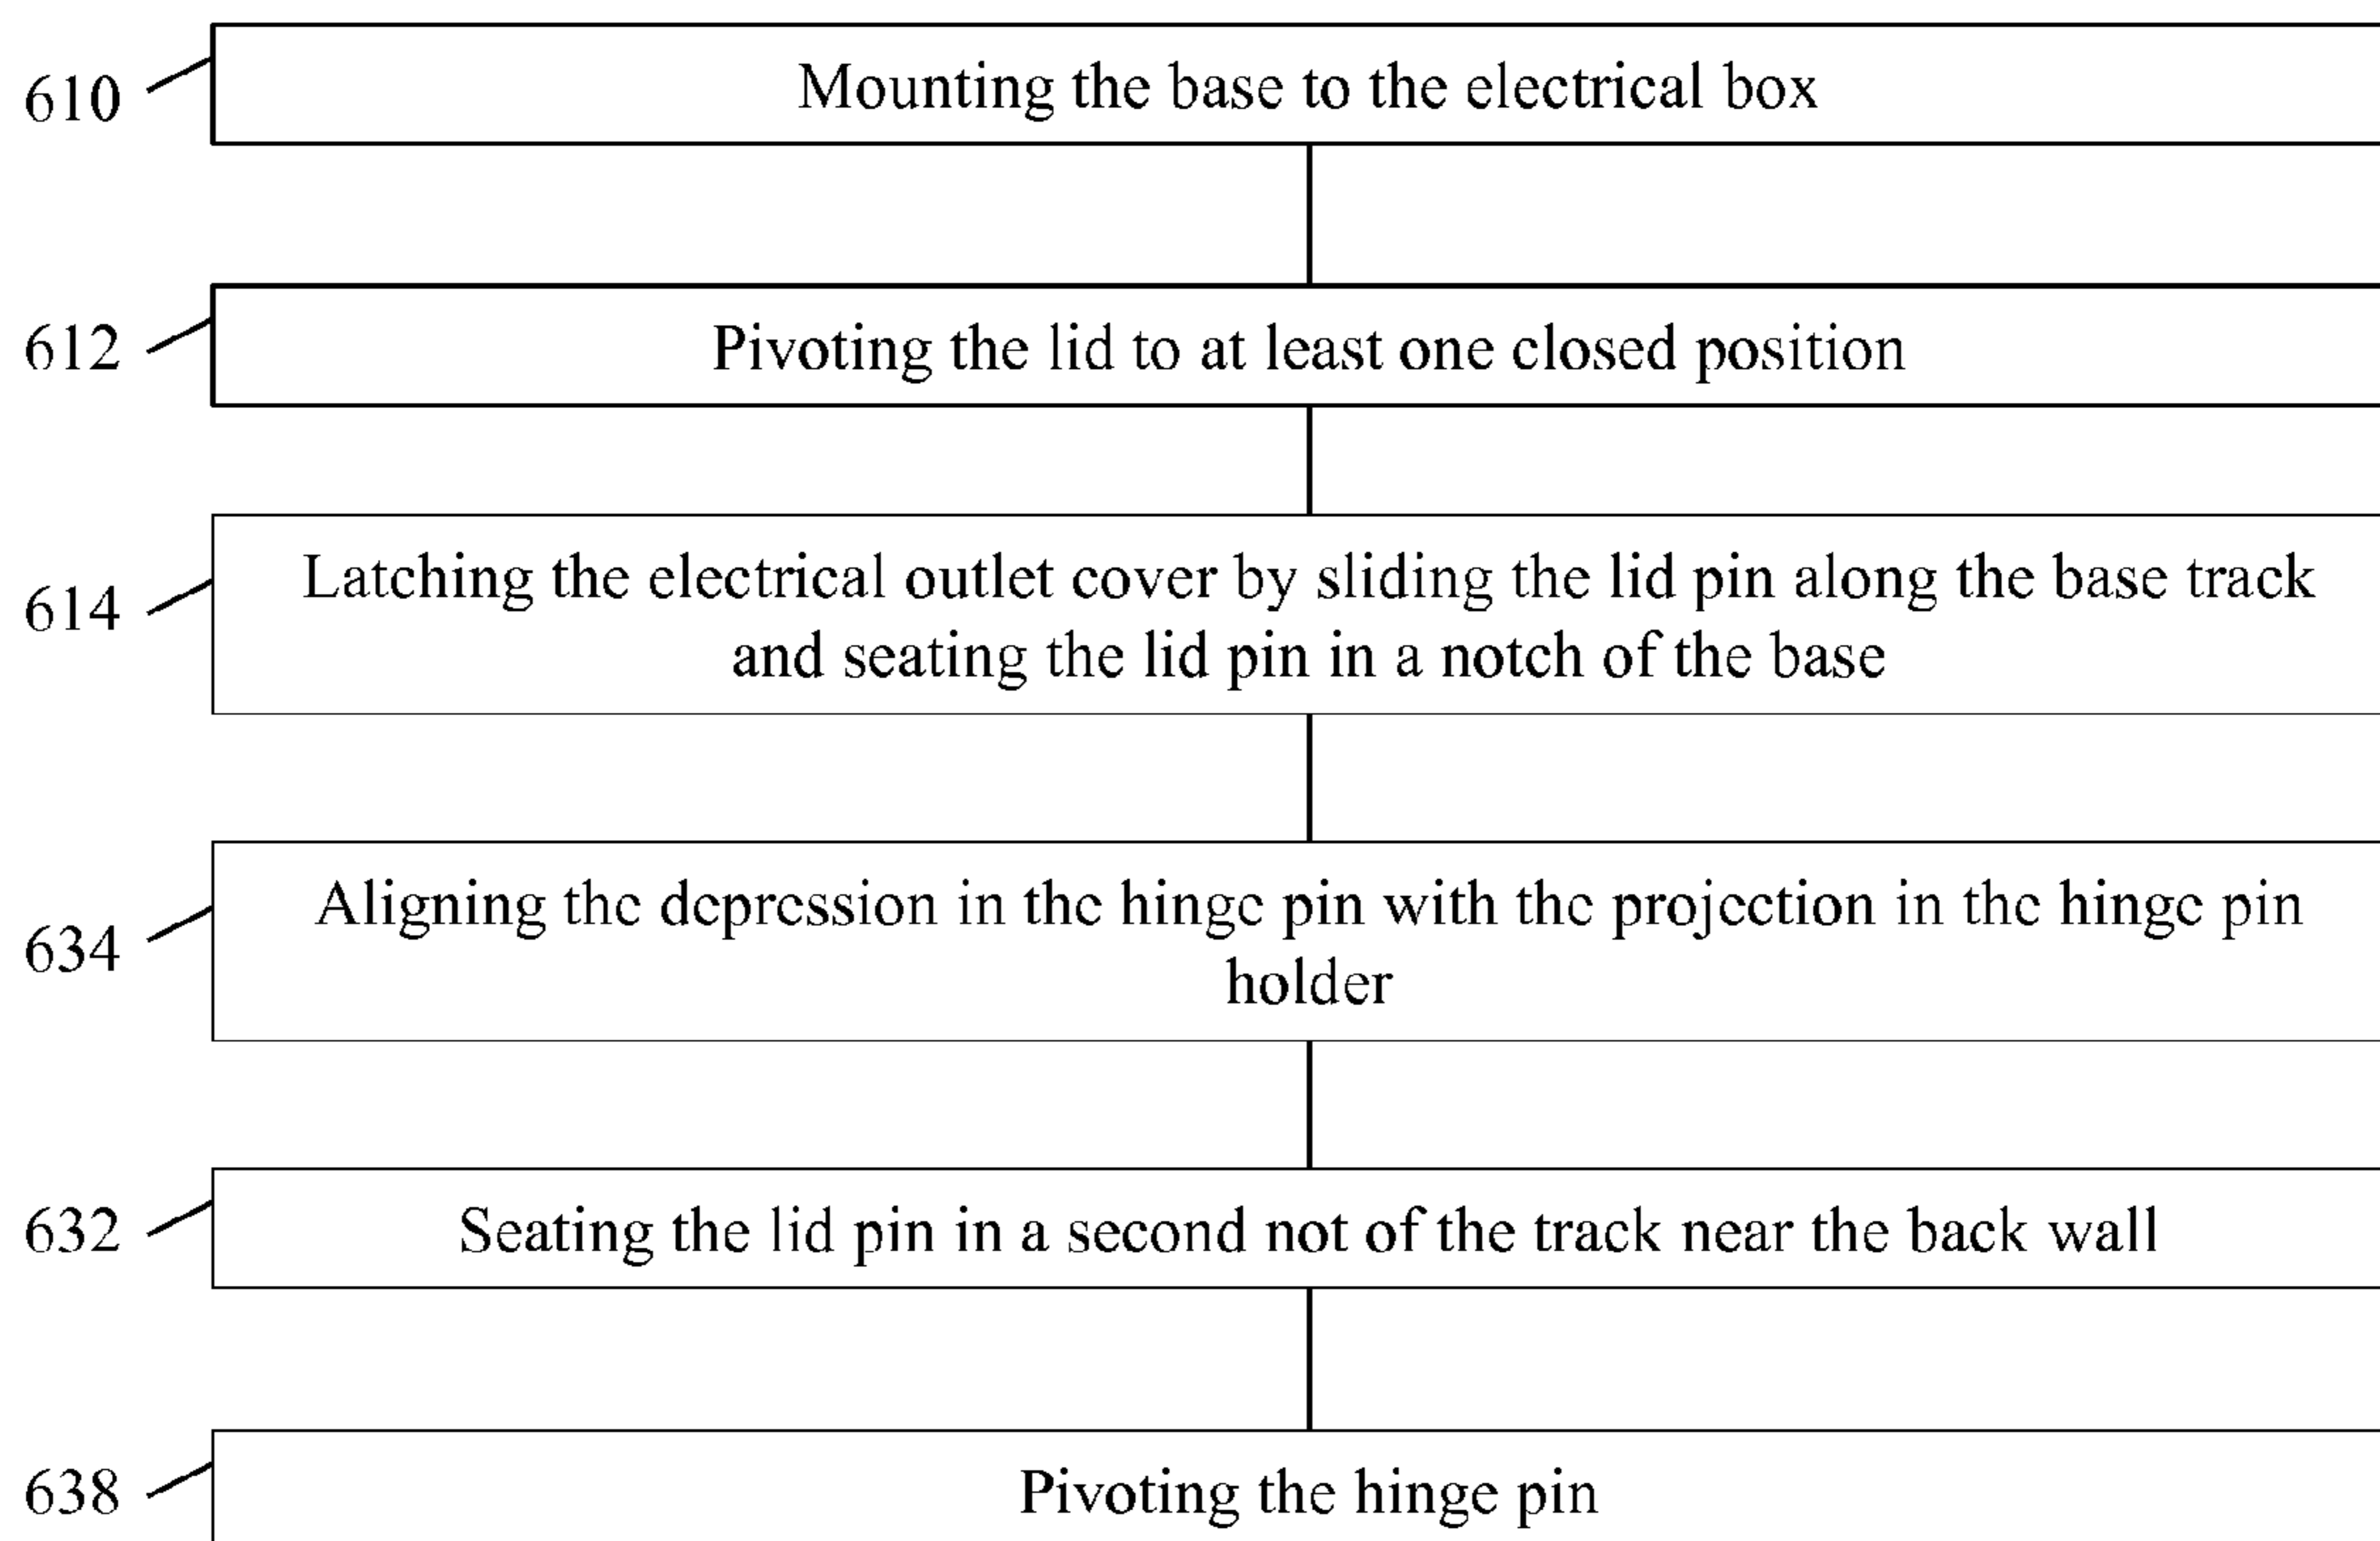 610
Mounting the base to the electrical box
612
Pivoting the lid to at least one closed position
614
Latching the electrical outlet cover by sliding the lid pin along the base track
and seating the lid pin in a notch of the base
634
Aligning the depression in the hinge pin with the projection in the hinge pin
holder
632
Seating the lid pin in a second not of the track near the back wall
638
Pivoting the hinge pin